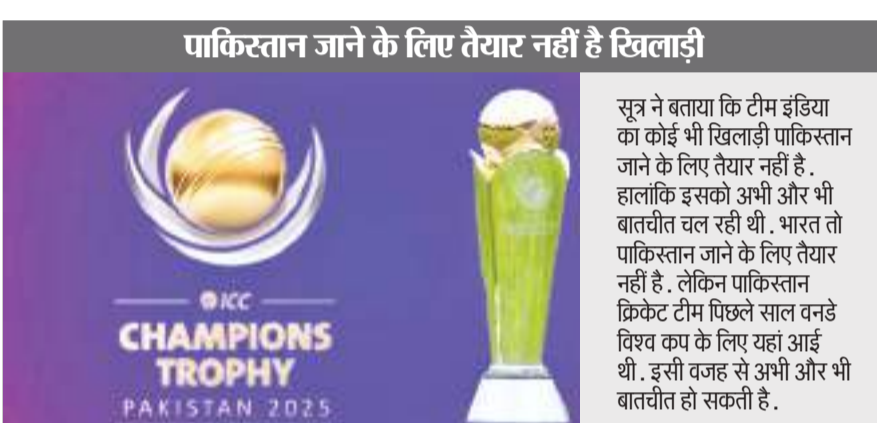 पाकिस्तान जाने के लिए तैयार नहीं है खिलाड़ी
ICC
CHAMPIONS
TROPHY
PAKISTAN 2025
सूत्र ने बताया कि टीम इंडिया
का कोई भी खिलाड़ी पाकिस्तान
जाने के लिए तैयार नहीं है.
हालांकि इसको अभी और भी
बातचीत चल रही थी. भारत तो
पाकिस्तान जाने के लिए तैयार
नहीं है. लेकिन पाकिस्तान
क्रिकेट टीम पिछले साल वनडे
विश्व कप के लिए यहां आई
थी. इसी वजह से अभी और भी
बातचीत हो सकती है.